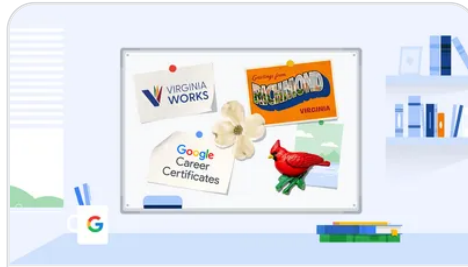 VIRGINIA
WORKS
Greetings from
RICHMOND
VIRGINIA
Google
Career
Certificates
G